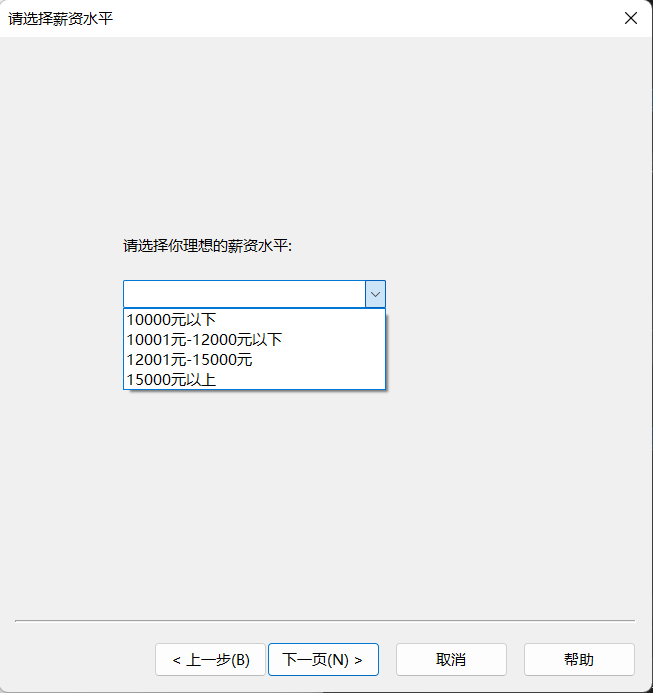 请选择薪资水平
请选择你理想的薪资水平:
10000元以下
10001元-12000元以下
12001元-15000元
15000元以上
< 上一步(B)
下一页(N) >
取消
帮助